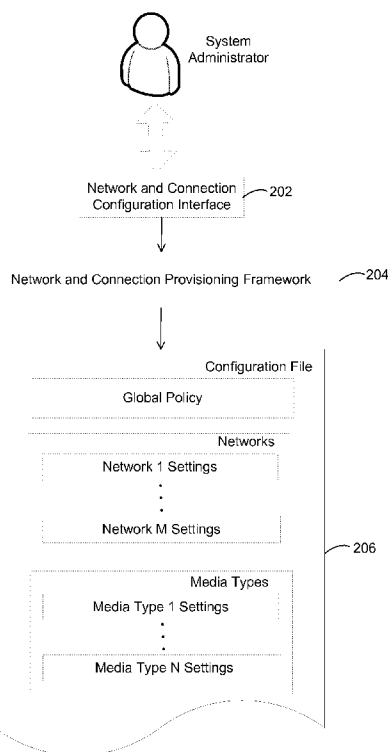 System
Administrator
Network and Connection
Configuration Interface
202
Network and Connection Provisioning Framework
204
Configuration File
Global Policy
Networks
Network 1 Settings
Network M Settings
206
Media Types
Media Type 1 Settings
Media Type N Settings